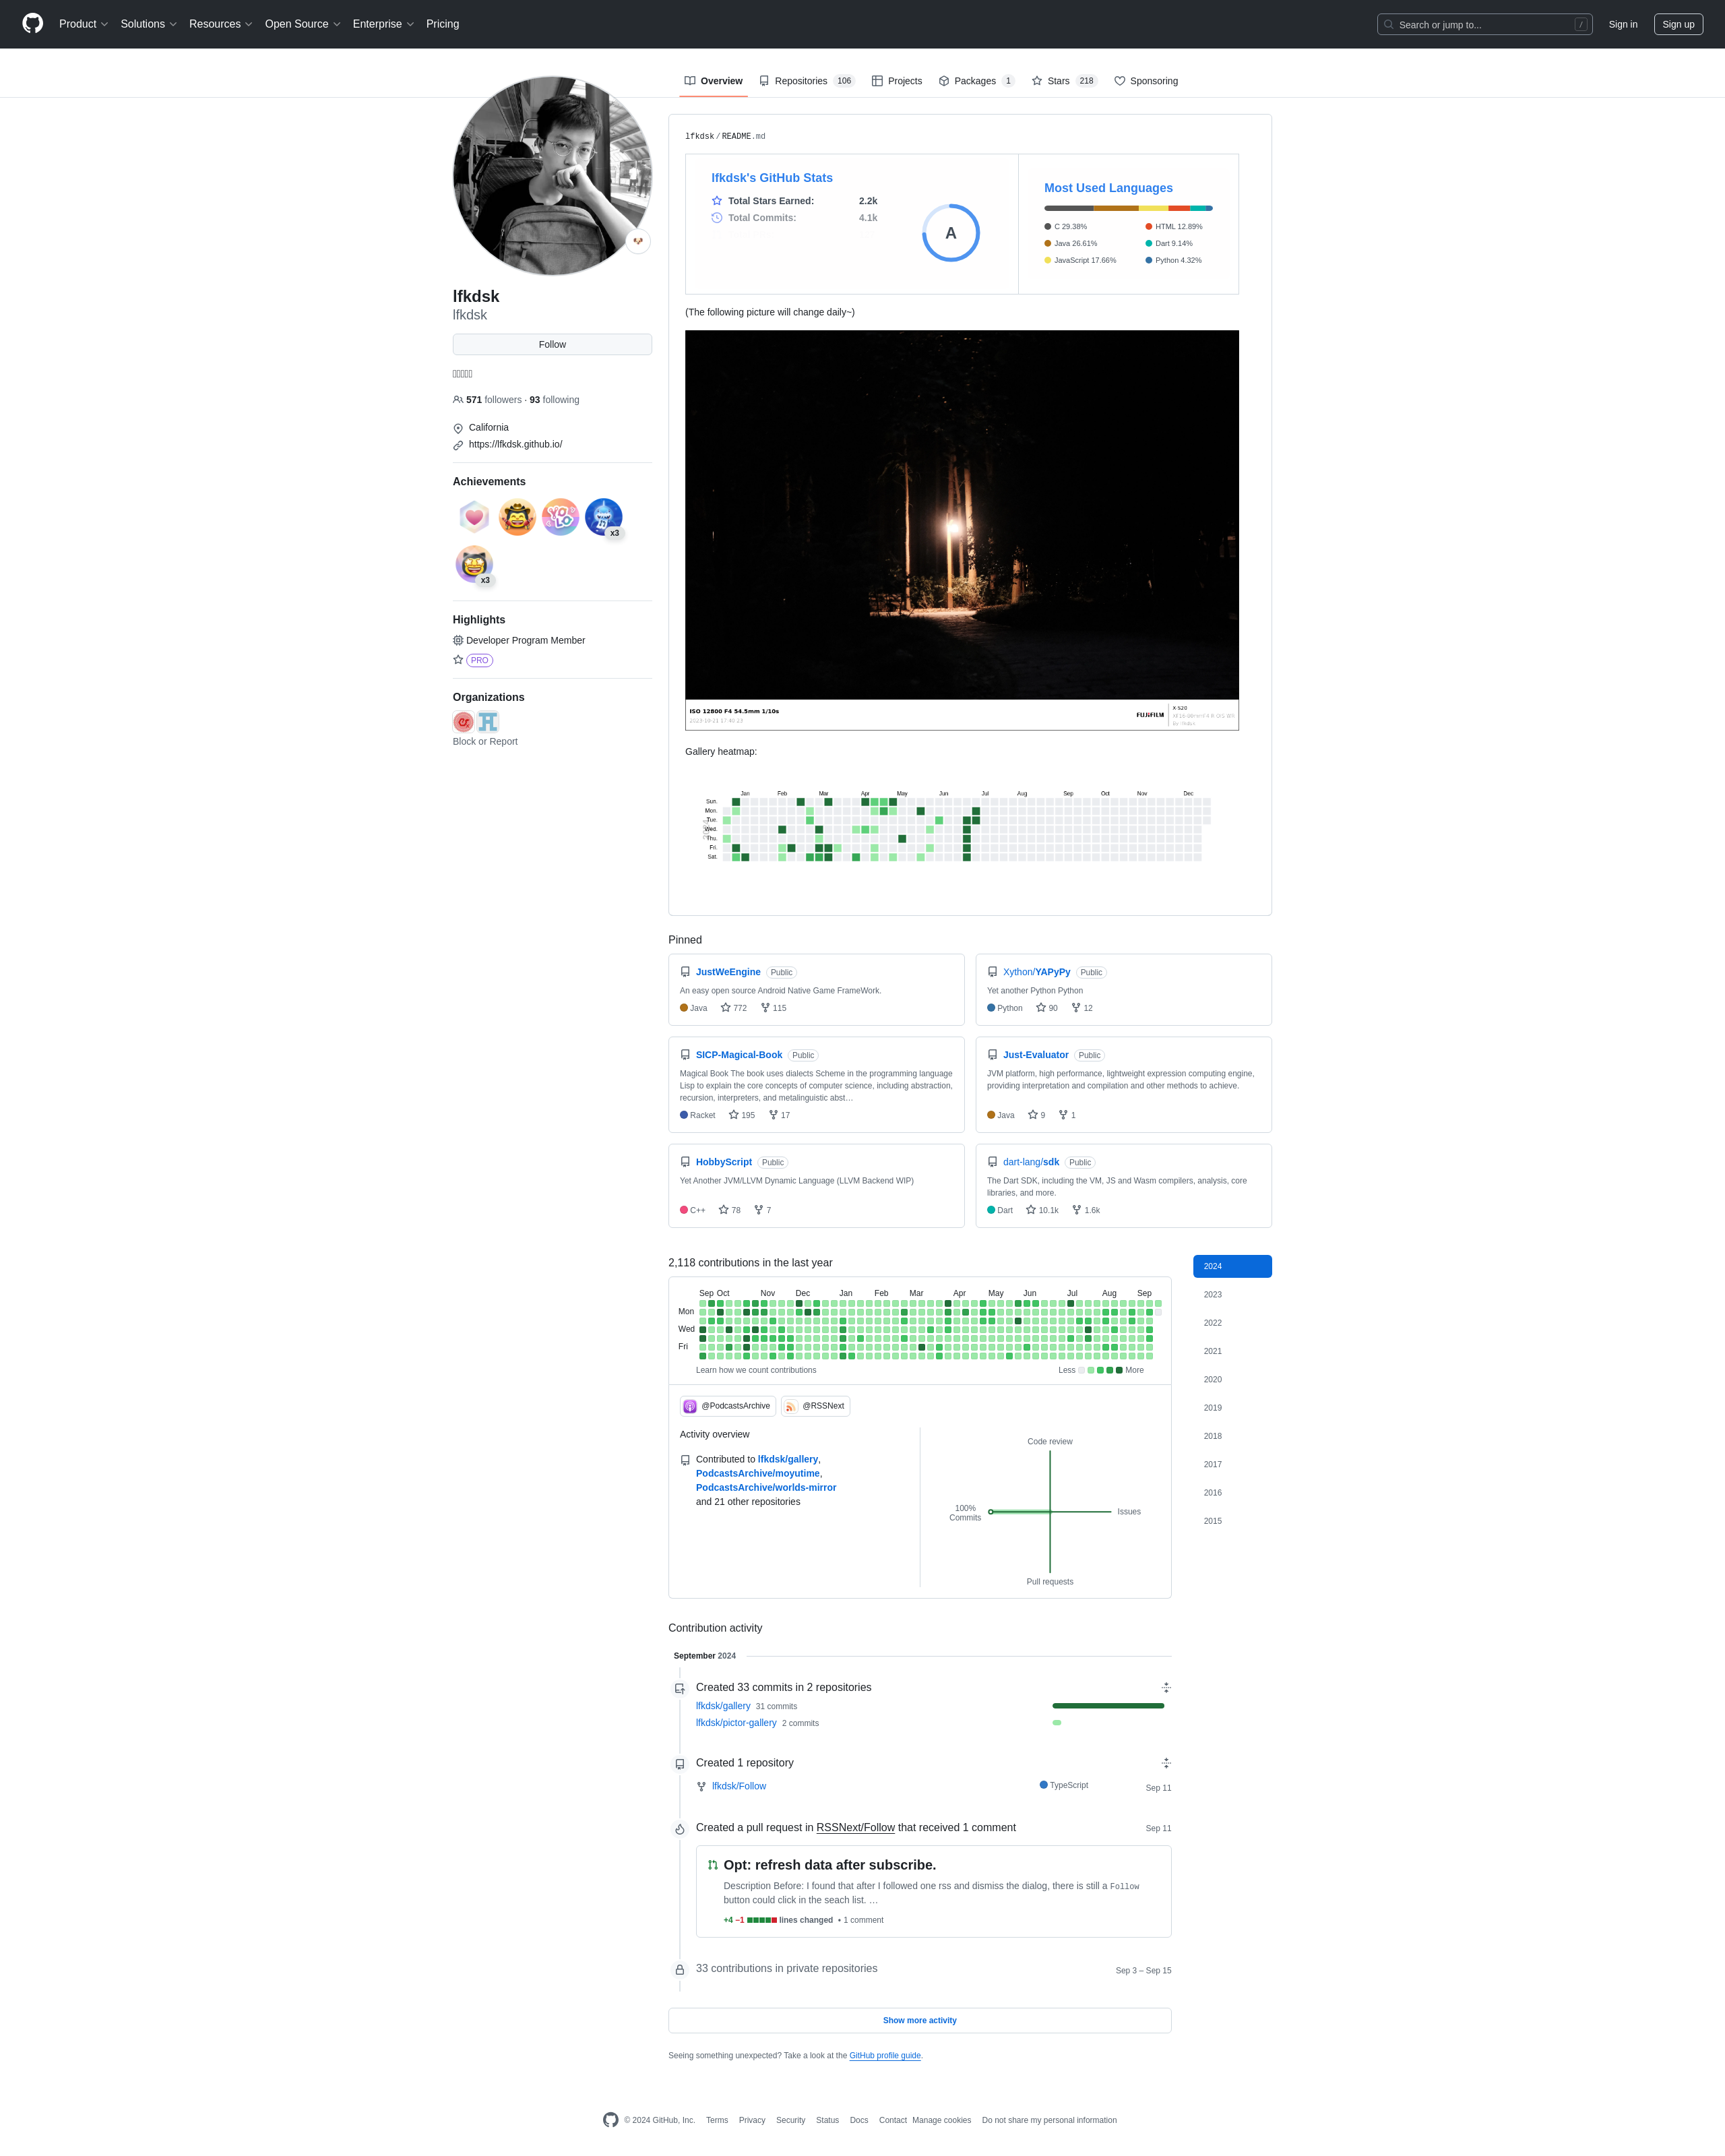 Product Solutions Resources Open Source Enterprise Pricing Search or jump to... / Sign in Sign up
Overview Repositories 106 Projects Packages 1 Stars 218 Sponsoring
lfkdsk
lfkdsk
Follow
571 followers · 93 following
California
https://lfkdsk.github.io/
Achievements
YOLO
x3
x3
Highlights
Developer Program Member
PRO
Organizations
Block or Report
lfkdsk/README.md
lfkdsk's GitHub Stats
Total Stars Earned: 2.2k
Total Commits: 4.1k
A
Most Used Languages
C 29.38%
Java 26.61%
JavaScript 17.66%
HTML 12.89%
Dart 9.14%
Python 4.32%
(The following picture will change daily~)
ISO 12800 F4 54.5mm 1/10s
FUJIFILM
X-S20
Gallery heatmap:
Jan Feb Mar Apr May Jun Jul Aug Sep Oct Nov Dec
Sun.
Mon.
Tue.
Wed.
Thu.
Fri.
Sat.
Pinned
JustWeEngine Public
An easy open source Android Native Game FrameWork.
Java 772 115
Xython/YAPyPy Public
Yet another Python Python
Python 90 12
SICP-Magical-Book Public
Magical Book The book uses dialects Scheme in the programming language
Lisp to explain the core concepts of computer science, including abstraction,
recursion, interpreters, and metalinguistic abst…
Racket 195 17
Just-Evaluator Public
JVM platform, high performance, lightweight expression computing engine,
providing interpretation and compilation and other methods to achieve.
Java 9 1
HobbyScript Public
Yet Another JVM/LLVM Dynamic Language (LLVM Backend WIP)
C++ 78 7
dart-lang/sdk Public
The Dart SDK, including the VM, JS and Wasm compilers, analysis, core
libraries, and more.
Dart 10.1k 1.6k
2,118 contributions in the last year
Sep Oct Nov Dec Jan Feb Mar Apr May Jun Jul Aug Sep
Mon
Wed
Fri
Learn how we count contributions
Less More
2024
2023
2022
2021
2020
2019
2018
2017
2016
2015
@PodcastsArchive @RSSNext
Activity overview
Contributed to lfkdsk/gallery,
PodcastsArchive/moyutime,
PodcastsArchive/worlds-mirror
and 21 other repositories
Code review
100%
Commits
Issues
Pull requests
Contribution activity
September 2024
Created 33 commits in 2 repositories
lfkdsk/gallery 31 commits
lfkdsk/pictor-gallery 2 commits
Created 1 repository
lfkdsk/Follow TypeScript Sep 11
Created a pull request in RSSNext/Follow that received 1 comment Sep 11
Opt: refresh data after subscribe.
Description Before: I found that after I followed one rss and dismiss the dialog, there is still a Follow
button could click in the seach list. …
+4 −1 lines changed • 1 comment
33 contributions in private repositories Sep 3 – Sep 15
Show more activity
Seeing something unexpected? Take a look at the GitHub profile guide.
© 2024 GitHub, Inc. Terms Privacy Security Status Docs Contact Manage cookies Do not share my personal information